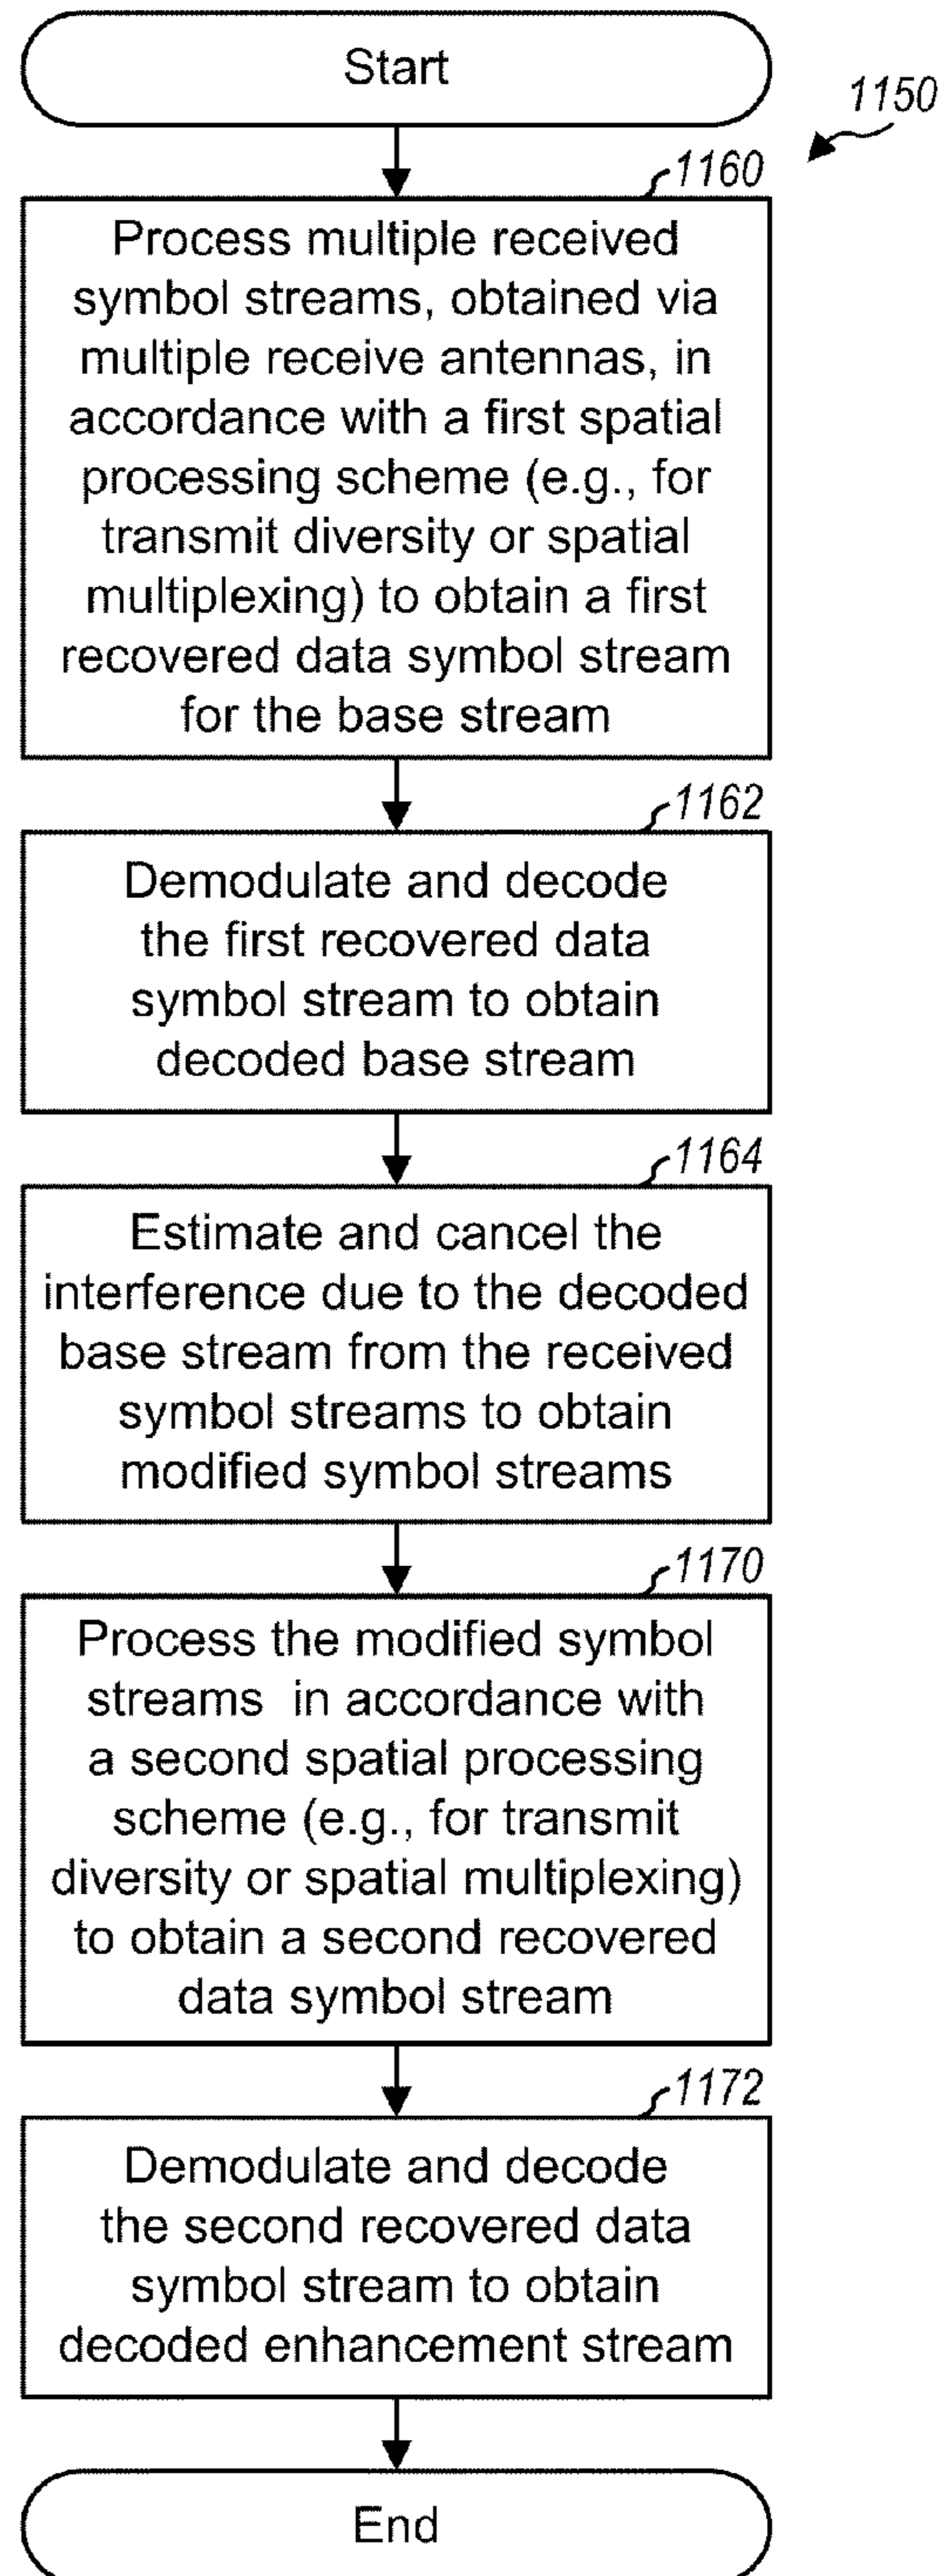 Start
1150
1160
Process multiple received
symbol streams, obtained via
multiple receive antennas, in
accordance with a first spatial
processing scheme (e.g., for
transmit diversity or spatial
multiplexing) to obtain a first
recovered data symbol stream
for the base stream
1162
Demodulate and decode
the first recovered data
symbol stream to obtain
decoded base stream
1164
Estimate and cancel the
interference due to the decoded
base stream from the received
symbol streams to obtain
modified symbol streams
1170
Process the modified symbol
streams in accordance with
a second spatial processing
scheme (e.g., for transmit
diversity or spatial multiplexing)
to obtain a second recovered
data symbol stream
1172
Demodulate and decode
the second recovered data
symbol stream to obtain
decoded enhancement stream
End